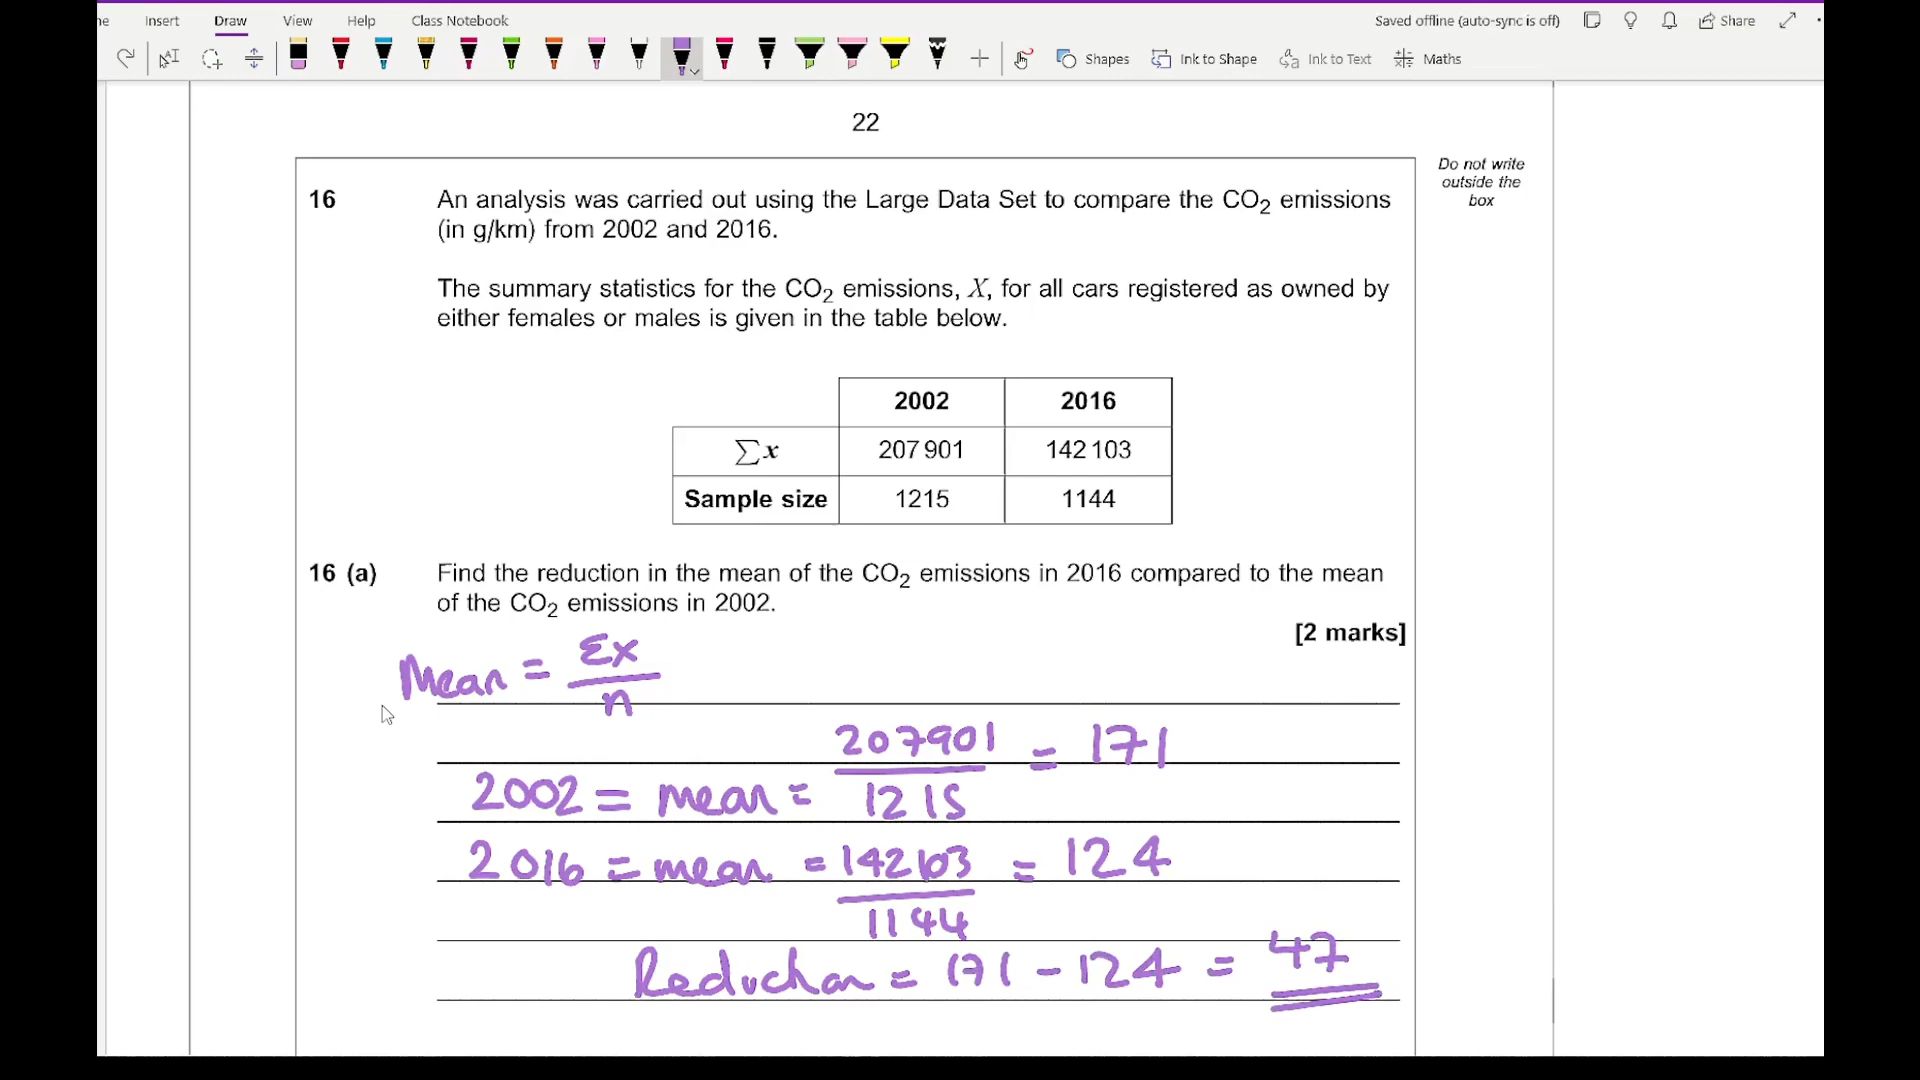 Insert Draw View Help Class Notebook Saved offline (auto-sync is off) Share
Shapes Ink to Shape Ink to Text Maths
22
Do not write
outside the
box
16 An analysis was carried out using the Large Data Set to compare the CO₂ emissions
(in g/km) from 2002 and 2016.
The summary statistics for the CO₂ emissions, X, for all cars registered as owned by
either females or males is given in the table below.
2002 2016
∑x 207 901 142 103
Sample size 1215 1144
16 (a) Find the reduction in the mean of the CO₂ emissions in 2016 compared to the mean
of the CO₂ emissions in 2002.
[2 marks]
Mean = Σx / n
2002 = mean = 207901 / 1215 = 171
2016 = mean = 142103 / 1144 = 124
Reduction = 171 - 124 = 47